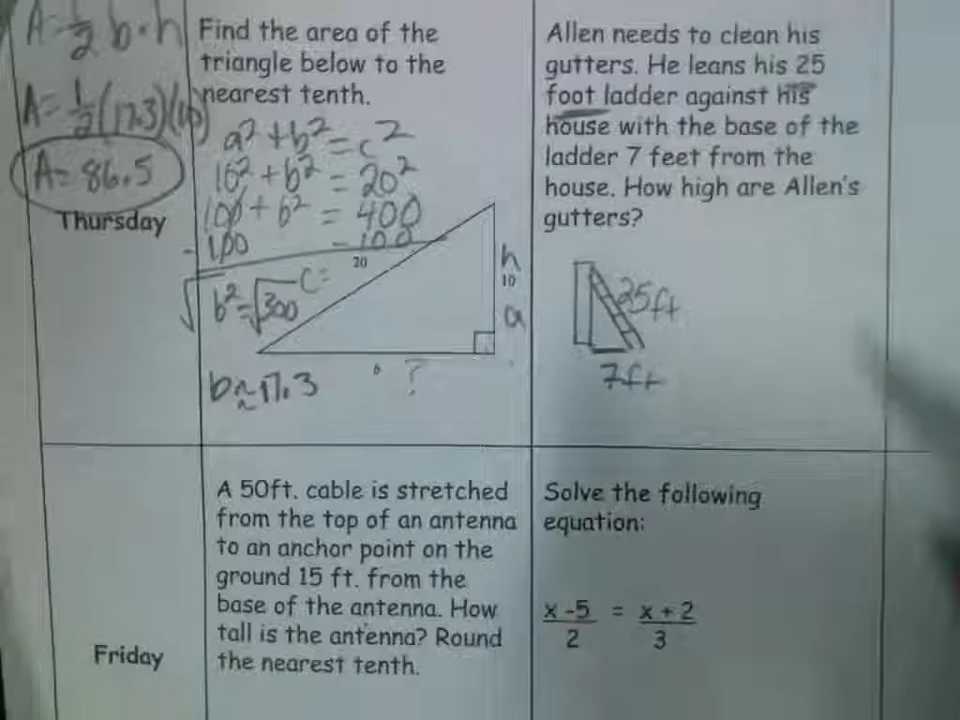 A=½ b·h
A=½(17.3)(10)
A=86.5
Thursday
Find the area of the
triangle below to the
nearest tenth.
a²+b²=c²
10²+b²=20²
100+b²=400
-100 -100
√b²=√300
b≈17.3
c=
20
h
10
a
b
?
Allen needs to clean his
gutters. He leans his 25
foot ladder against his
house with the base of the
ladder 7 feet from the
house. How high are Allen's
gutters?
25ft
7ft
Friday
A 50ft. cable is stretched
from the top of an antenna
to an anchor point on the
ground 15 ft. from the
base of the antenna. How
tall is the antenna? Round
the nearest tenth.
Solve the following
equation:
x -5 = x + 2
2 3